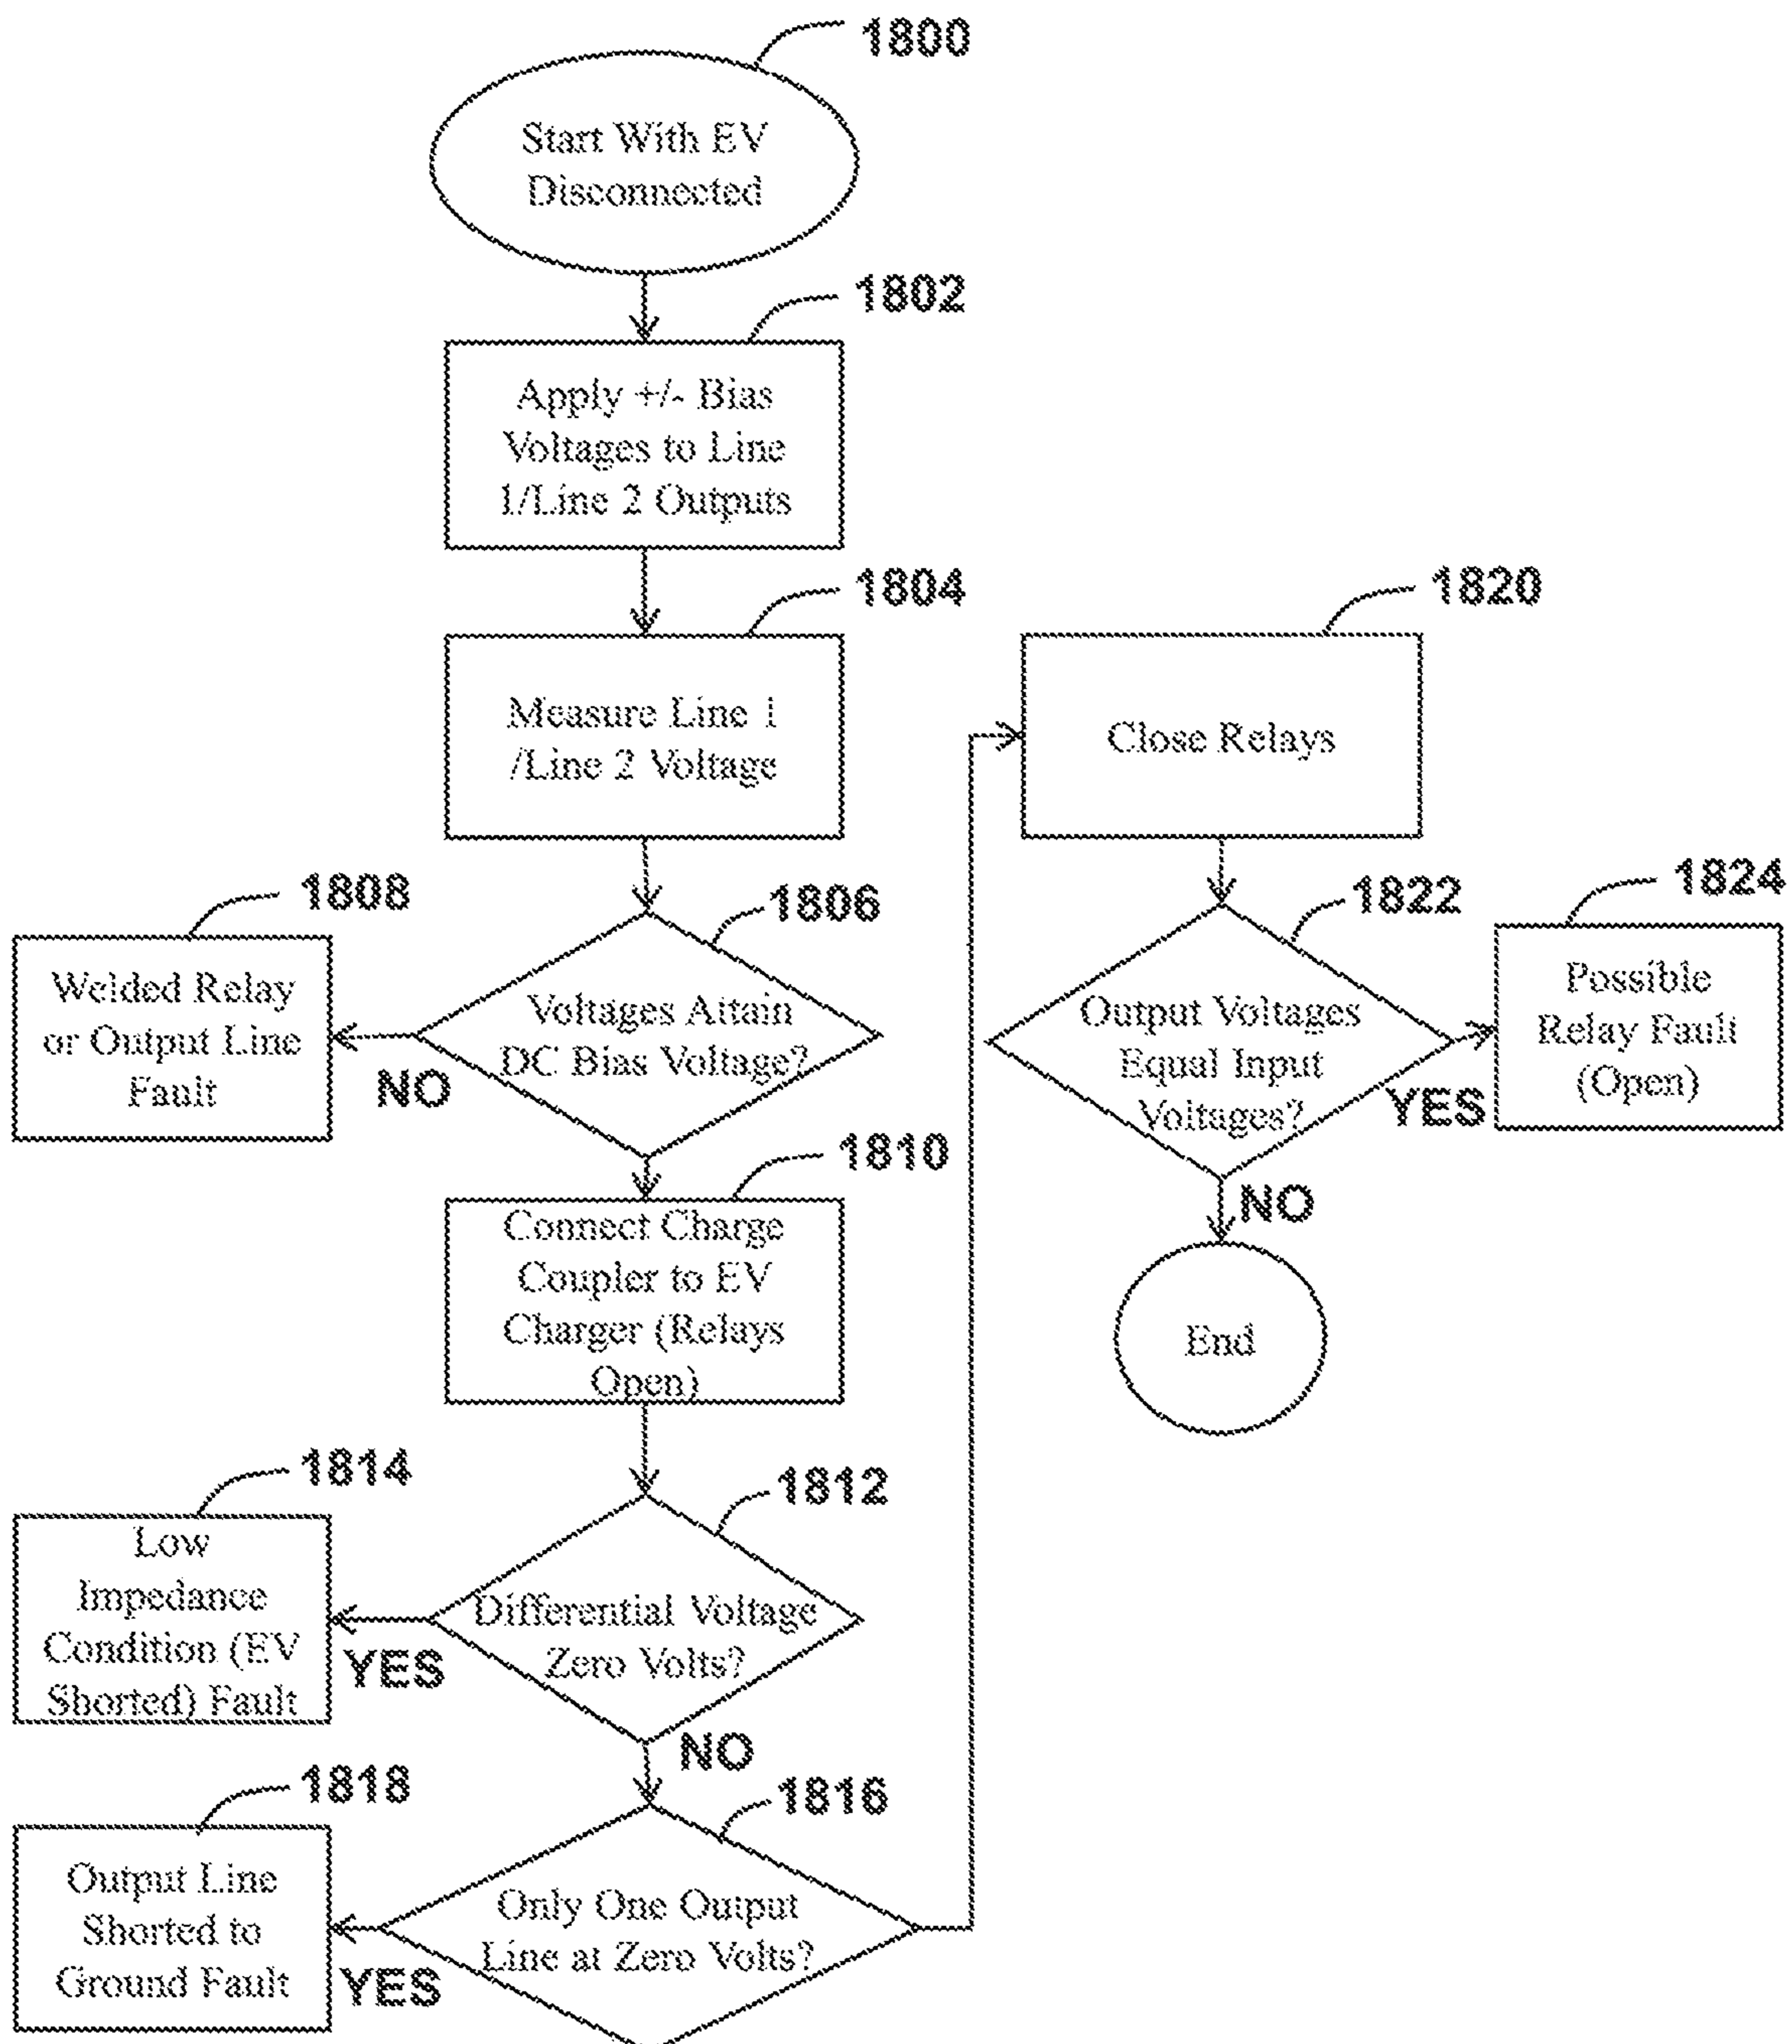 1800
Start With EV
Disconnected
1802
Apply +/- Bias
Voltages to Line
1/Line 2 Outputs
1804
Measure Line 1
/Line 2 Voltage
1806
Voltages Attain
DC Bias Voltage?
NO
1808
Welded Relay
or Output Line
Fault
1810
Connect Charge
Coupler to EV
Charger (Relays
Open)
1812
Differential Voltage
Zero Volts?
YES
1814
Low
Impedance
Condition (EV
Shorted) Fault
NO
1816
Only One Output
Line at Zero Volts?
YES
1818
Output Line
Shorted to
Ground Fault
1820
Close Relays
1822
Output Voltages
Equal Input
Voltages?
YES
1824
Possible
Relay Fault
(Open)
NO
End